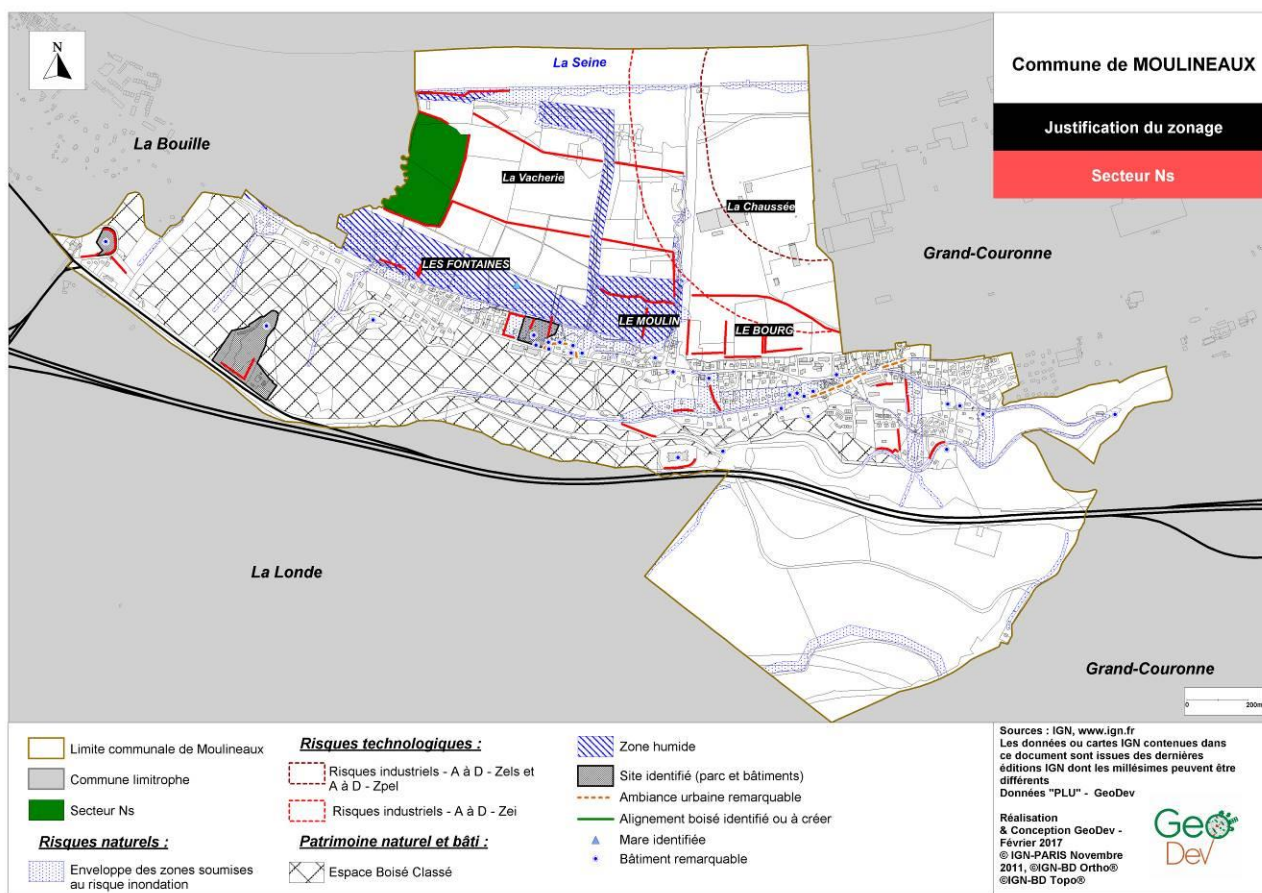 N
La Seine
La Bouille
La Vacherie
La Chaussée
Grand-Couronne
LES FONTAINES
LE MOULIN
LE BOURG
La Londe
Grand-Couronne
0 200m
Commune de MOULINEAUX
Justification du zonage
Secteur Ns
Limite communale de Moulineaux
Commune limitrophe
Secteur Ns
Risques naturels :
Enveloppe des zones soumises
au risque inondation
Risques technologiques :
Risques industriels - A à D - Zels et
A à D - Zpel
Risques industriels - A à D - Zei
Patrimoine naturel et bâti :
Espace Boisé Classé
Zone humide
Site identifié (parc et bâtiments)
Ambiance urbaine remarquable
Alignement boisé identifié ou à créer
Mare identifiée
Bâtiment remarquable
Sources : IGN, www.ign.fr
Les données ou cartes IGN contenues dans
ce document sont issues des dernières
éditions IGN dont les millésimes peuvent être
différents
Données "PLU" - GeoDev
Réalisation
& Conception GeoDev -
Février 2017
© IGN-PARIS Novembre
2011, ©IGN-BD Ortho®
©IGN-BD Topo®
Geo
Dev